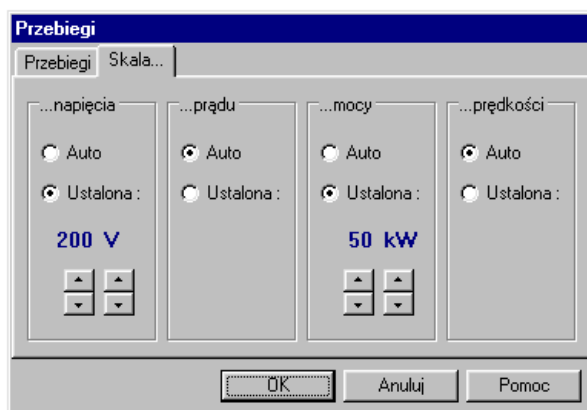 Przebiegi
Przebiegi Skala...
...napięcia ...prądu ...mocy ...prędkości
Auto Auto Auto Auto
Ustalona : Ustalona : Ustalona : Ustalona :
200 V 50 kW
OK Anuluj Pomoc